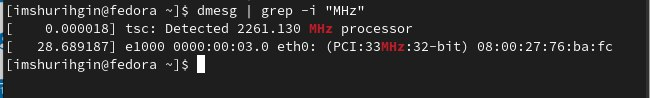 [imshurihgin@fedora ~]$ dmesg | grep -i "MHz"
[    0.000018] tsc: Detected 2261.130 MHz processor
[   28.689187] e1000 0000:00:03.0 eth0: (PCI:33MHz:32-bit) 08:00:27:76:ba:fc
[imshurihgin@fedora ~]$